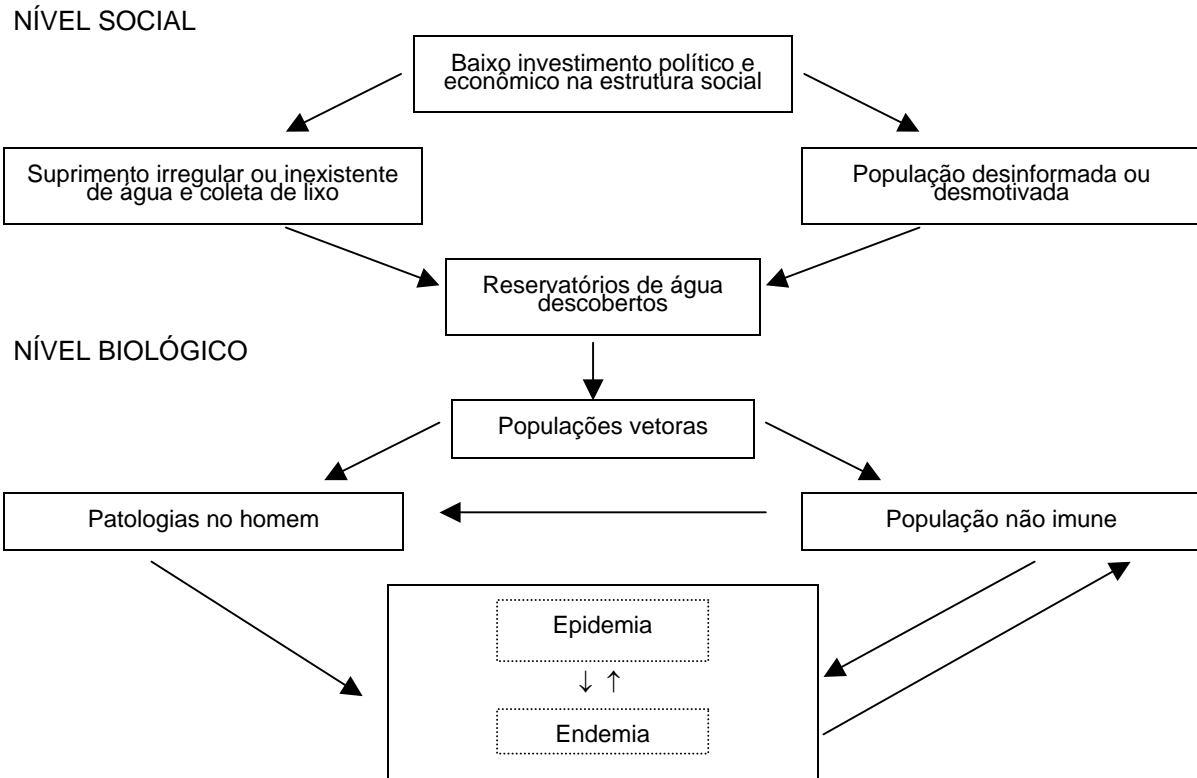 NÍVEL SOCIAL
Baixo investimento político e
econômico na estrutura social
Suprimento irregular ou inexistente
de água e coleta de lixo
População desinformada ou
desmotivada
Reservatórios de água
descobertos
NÍVEL BIOLÓGICO
Populações vetoras
Patologias no homem
População não imune
Epidemia
↓ ↑
Endemia